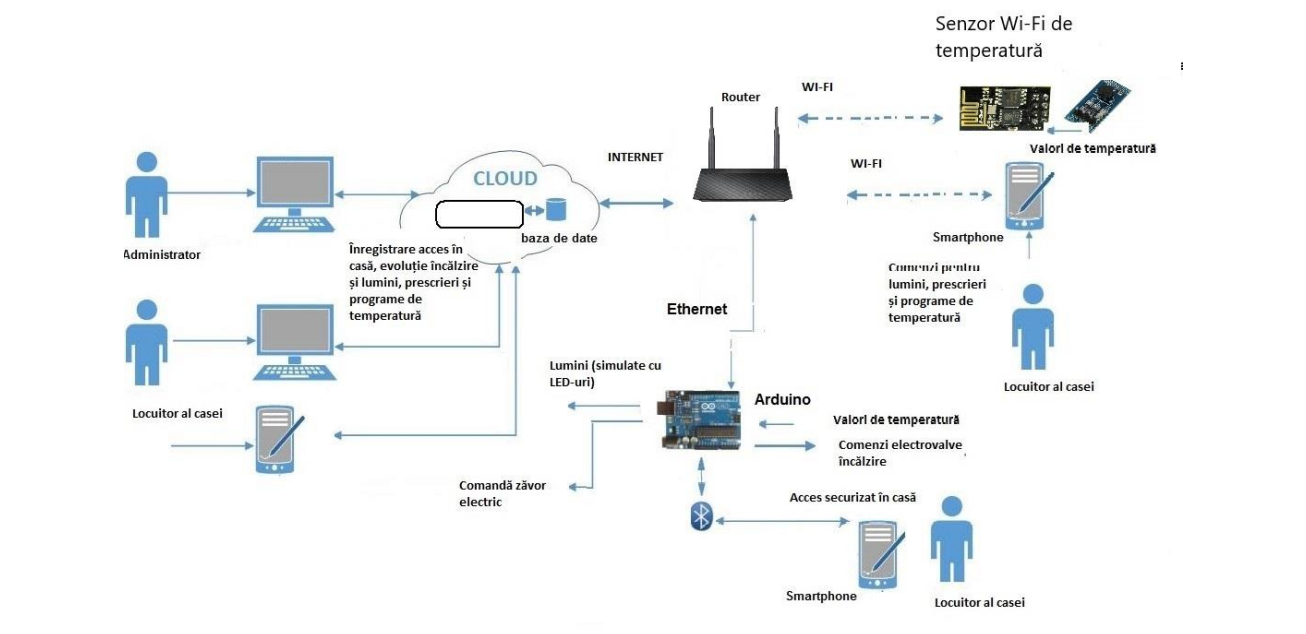 Senzor Wi-Fi de
temperatură
WI-FI
Router
Valori de temperatură
INTERNET
WI-FI
CLOUD
baza de date
Smartphone
Administrator
Înregistrare acces în
casă, evoluție încălzire
și lumini, prescrieri și
programe de
temperatură
Comenzi pentru
lumini, prescrieri
și programe de
temperatură
Ethernet
Locuitor al casei
Lumini (simulate cu
LED-uri)
Arduino
Locuitor al casei
Valori de temperatură
Comenzi electrovalve
încălzire
Comandă zăvor
electric
Acces securizat în casă
Smartphone
Locuitor al casei